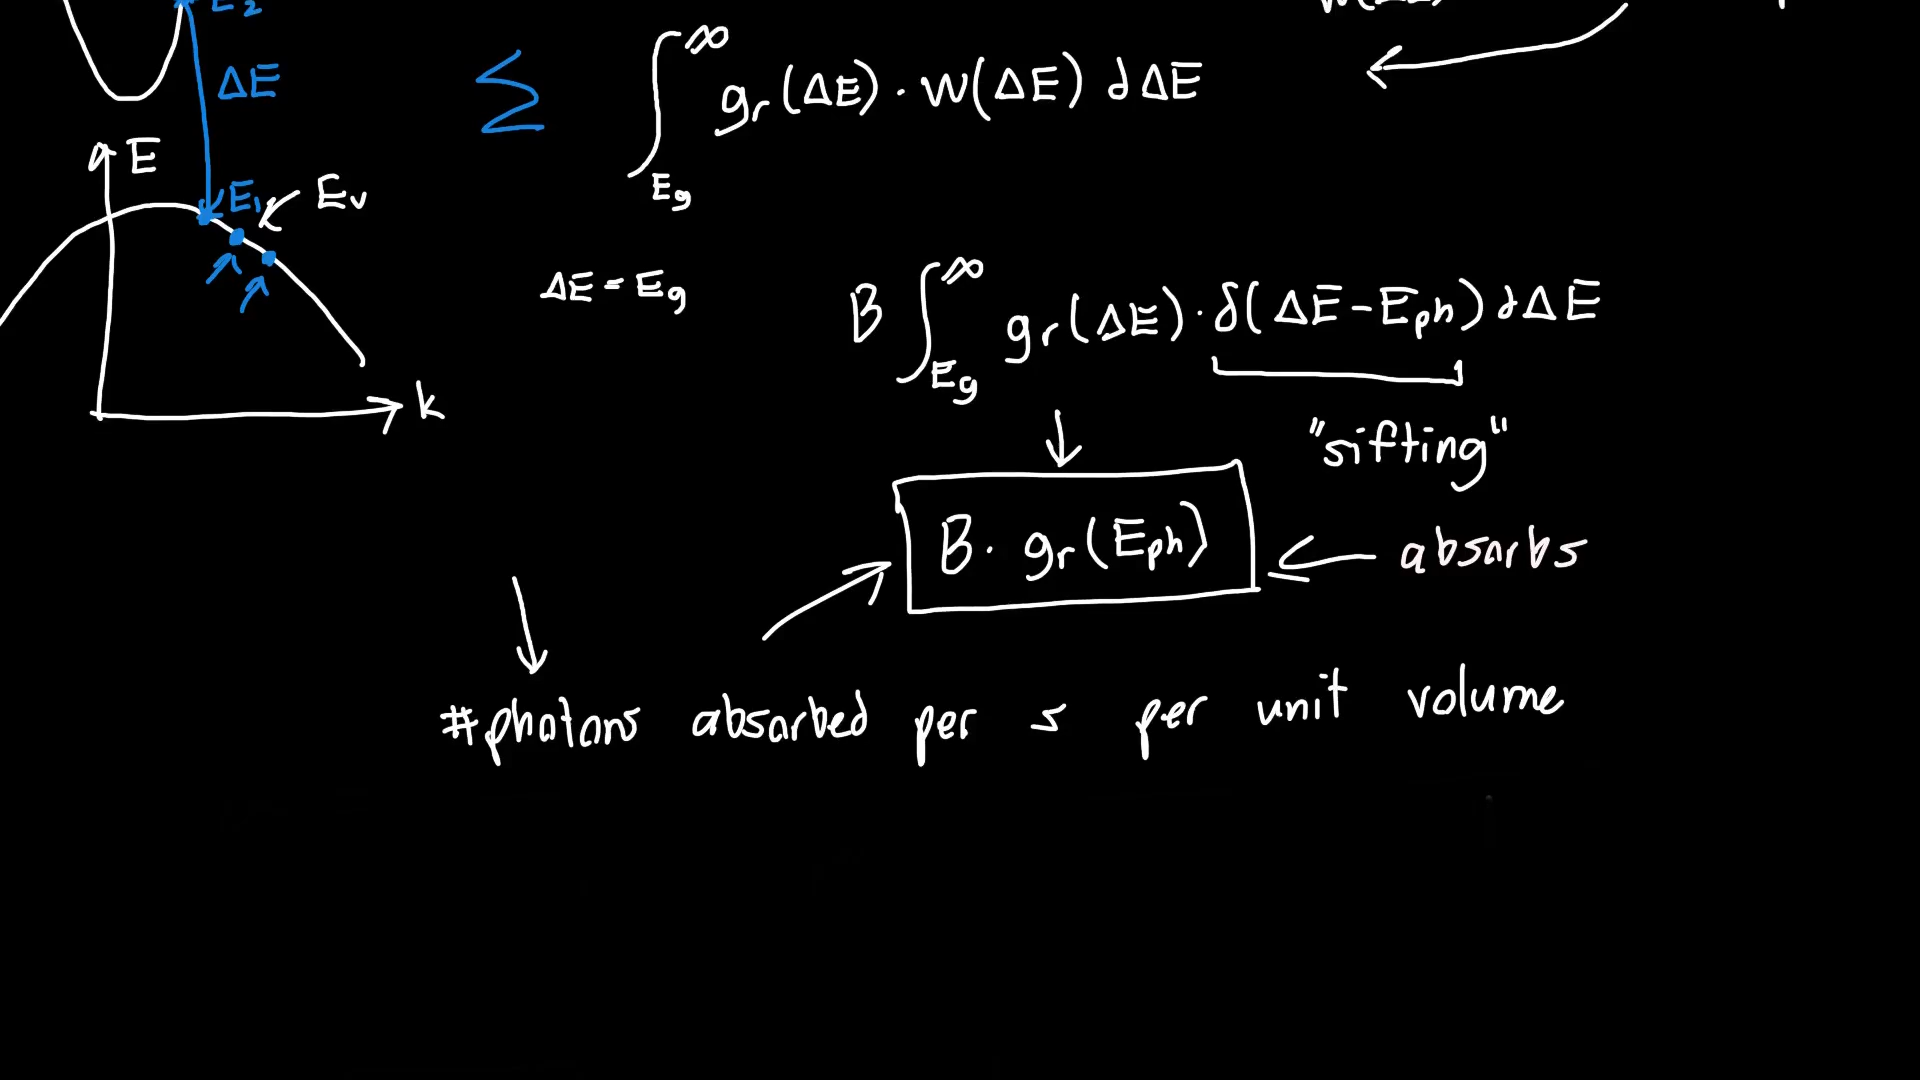 E₂
ΔE
Σ ∫_{Eg}^{∞} gr(ΔE) · W(ΔE) dΔE
E
E₁
Ev
k
ΔE = Eg
B ∫_{Eg}^{∞} gr(ΔE) · δ(ΔE - Eph) dΔE
"sifting"
B · gr(Eph)
absorbs
#photons absorbed per s per unit volume